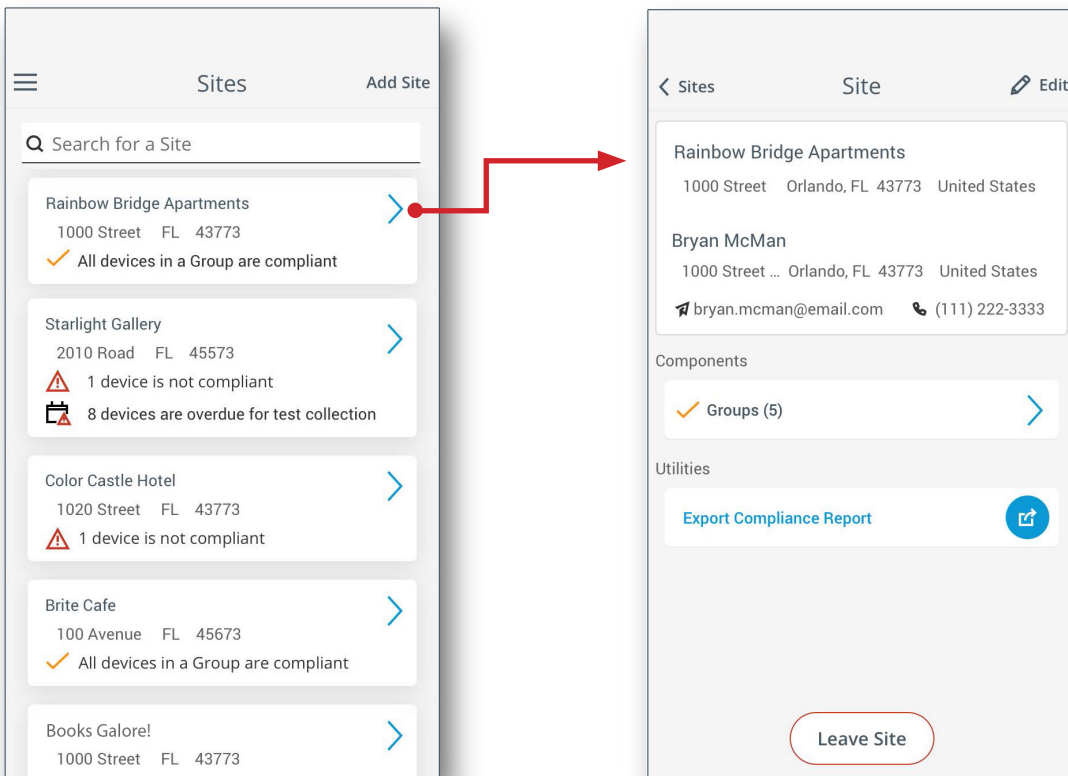 Sites
Add Site
Search for a Site
Rainbow Bridge Apartments
1000 Street FL 43773
All devices in a Group are compliant
Starlight Gallery
2010 Road FL 45573
1 device is not compliant
8 devices are overdue for test collection
Color Castle Hotel
1020 Street FL 43773
1 device is not compliant
Brite Cafe
100 Avenue FL 45673
All devices in a Group are compliant
Books Galore!
1000 Street FL 43773
Sites
Site
Edit
Rainbow Bridge Apartments
1000 Street Orlando, FL 43773 United States
Bryan McMan
1000 Street ... Orlando, FL 43773 United States
bryan.mcman@email.com (111) 222-3333
Components
Groups (5)
Utilities
Export Compliance Report
Leave Site